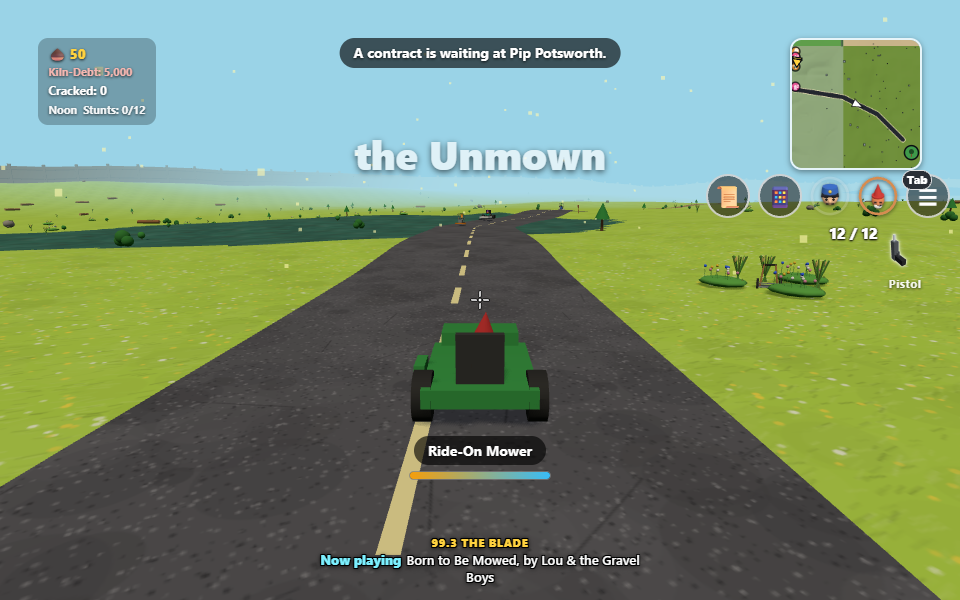 50
Kiln-Debt: 5,000
Cracked: 0
Noon Stunts: 0/12
A contract is waiting at Pip Potsworth.
the Unmown
Tab
12 / 12
Pistol
Ride-On Mower
99.3 THE BLADE
Now playing Born to Be Mowed, by Lou & the Gravel
Boys